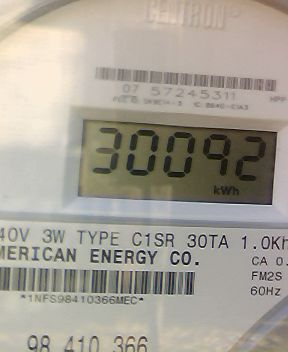 CENTRON®
07 57245311
30092
kWh
40V 3W TYPE C1SR 30TA 1.0Kh
MERICAN ENERGY CO.
CA 0.
FM2S
*1NFS98410366MEC*
60Hz
98 410 366